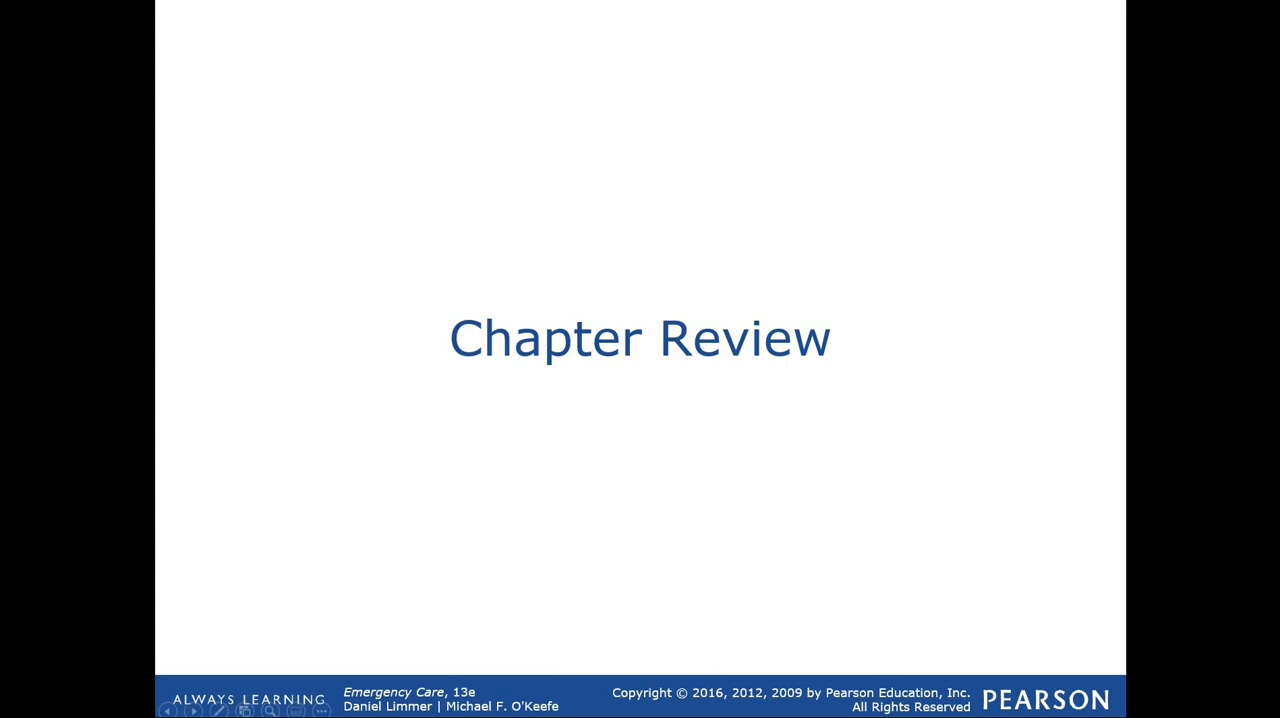 Chapter Review
ALWAYS LEARNING
Emergency Care, 13e
Daniel Limmer | Michael F. O'Keefe
Copyright © 2016, 2012, 2009 by Pearson Education, Inc.
All Rights Reserved
PEARSON